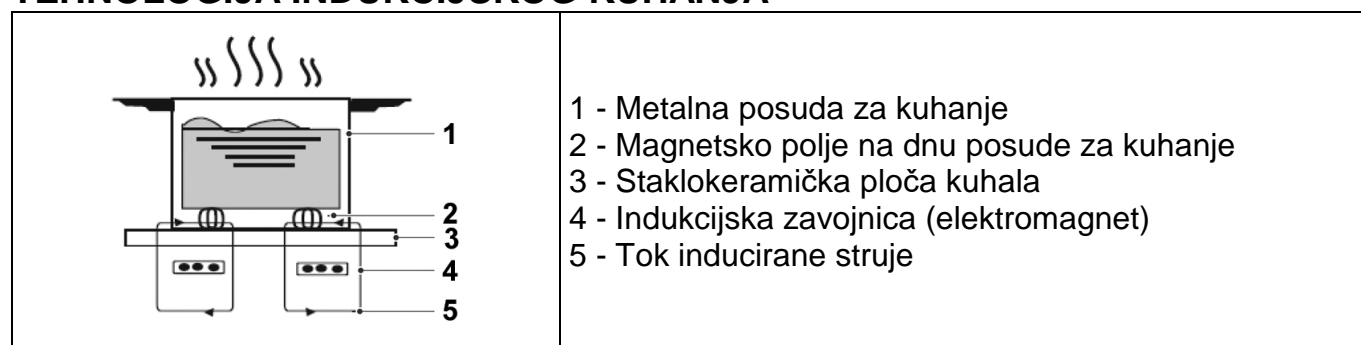 TEHNOLOGIJA INDUKCIJSKOG KUHANJA
1
2
3
4
5
1 - Metalna posuda za kuhanje
2 - Magnetsko polje na dnu posude za kuhanje
3 - Staklokeramička ploča kuhala
4 - Indukcijska zavojnica (elektromagnet)
5 - Tok inducirane struje